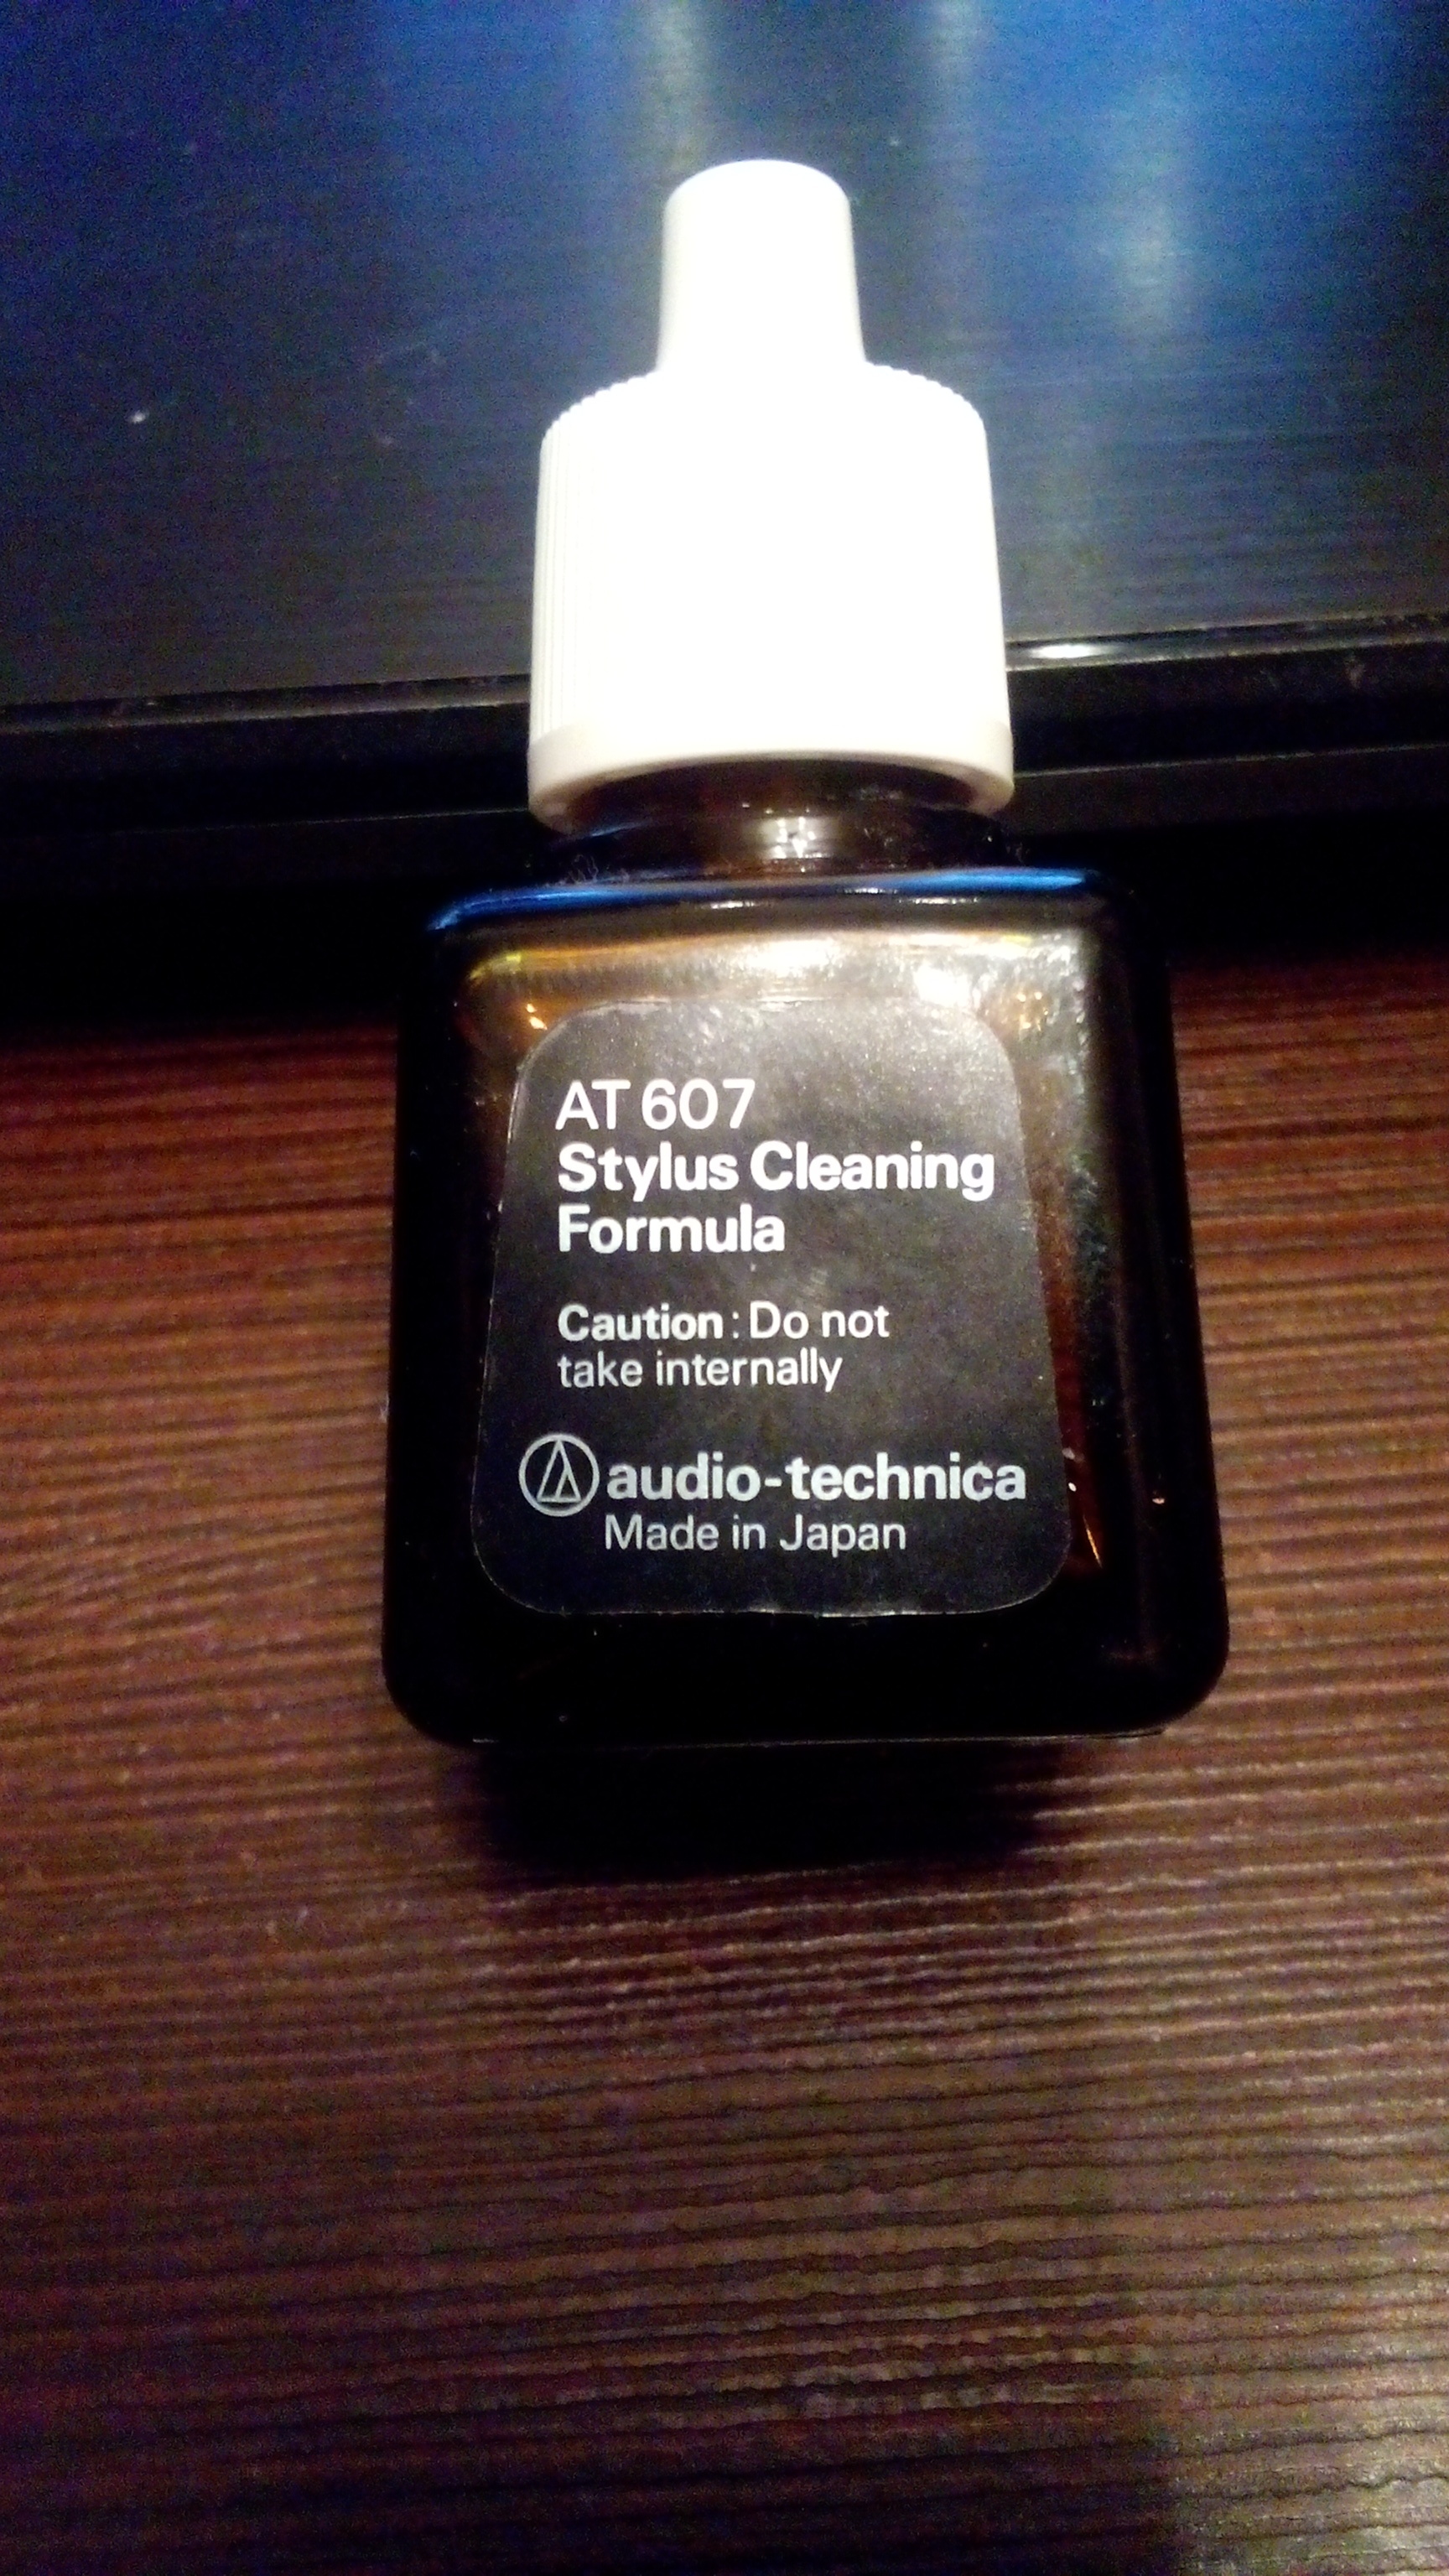 AT 607
Stylus Cleaning
Formula
Caution: Do not
take internally
audio-technica
Made in Japan